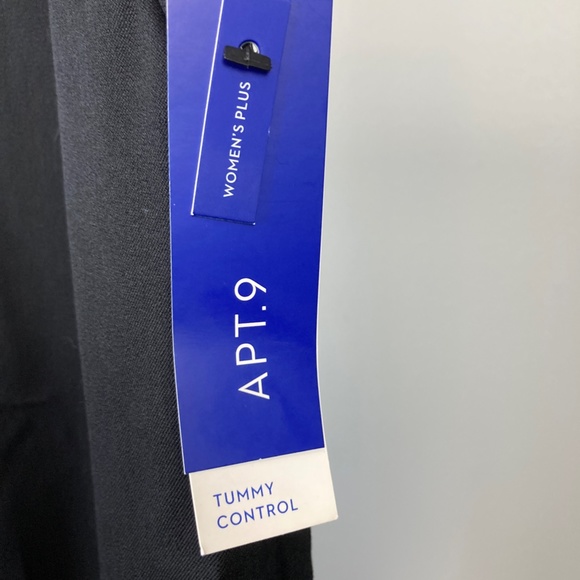 WOMEN'S PLUS
APT.9
TUMMY
CONTROL